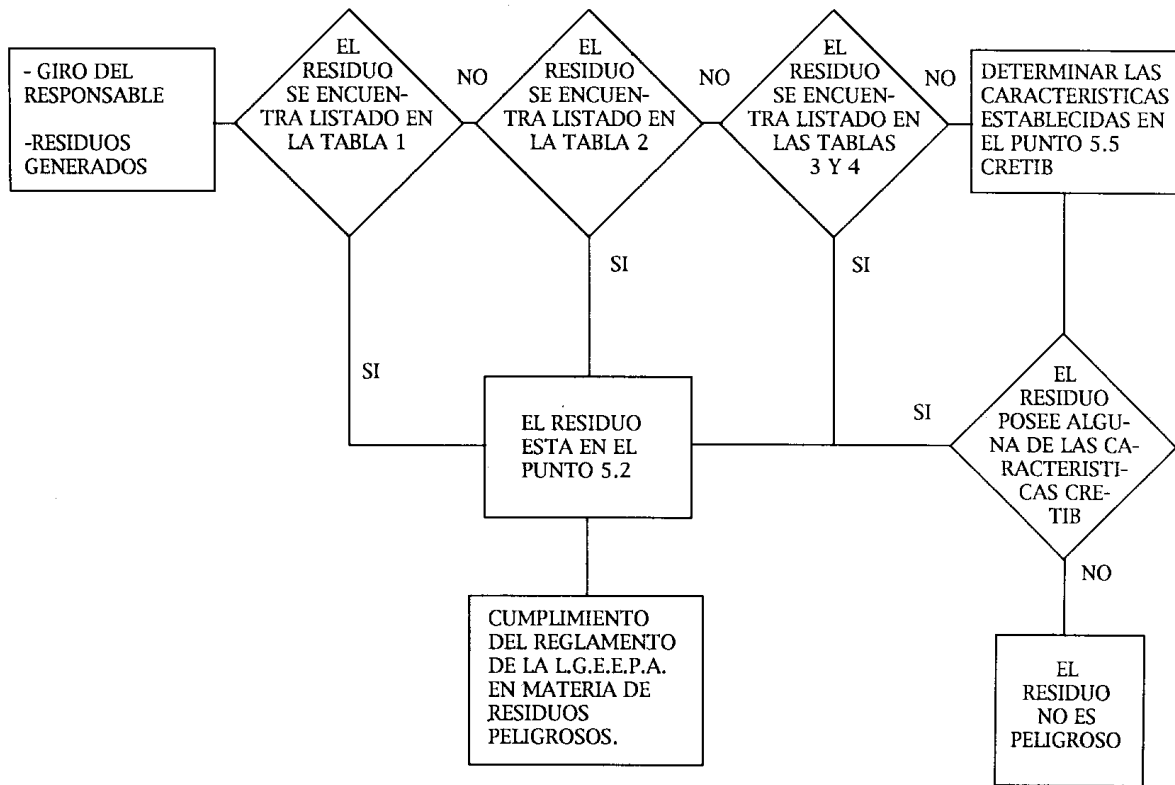 - GIRO DEL
RESPONSABLE
-RESIDUOS
GENERADOS
EL
RESIDUO
SE ENCUEN-
TRA LISTADO EN
LA TABLA 1
NO
EL
RESIDUO
SE ENCUEN-
TRA LISTADO EN
LA TABLA 2
NO
EL
RESIDUO
SE ENCUEN-
TRA LISTADO EN
LAS TABLAS
3 Y 4
NO
DETERMINAR LAS
CARACTERISTICAS
ESTABLECIDAS EN
EL PUNTO 5.5
CRETIB
SI
SI
SI
EL RESIDUO
ESTA EN EL
PUNTO 5.2
SI
EL
RESIDUO
POSEE ALGU-
NA DE LAS CA-
RACTERISTI-
CAS CRE-
TIB
NO
CUMPLIMIENTO
DEL REGLAMENTO
DE LA L.G.E.E.P.A.
EN MATERIA DE
RESIDUOS
PELIGROSOS.
EL
RESIDUO
NO ES
PELIGROSO